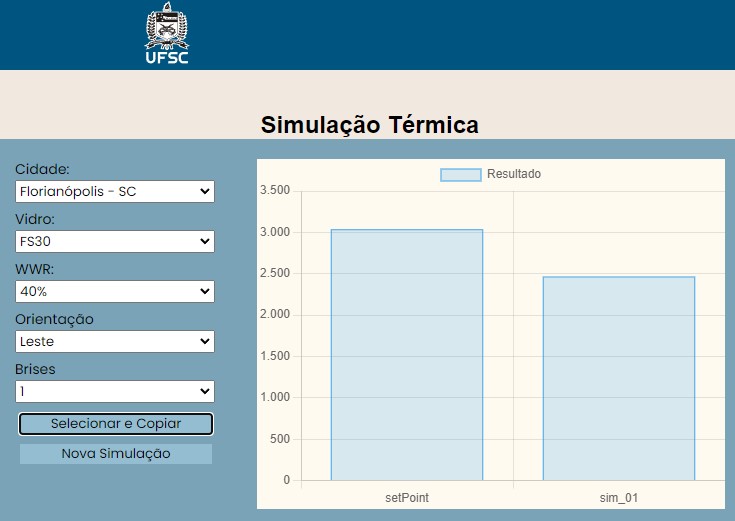 UFSC
Simulação Térmica
Cidade:
Florianópolis - SC
Vidro:
FS30
WWR:
40%
Orientação
Leste
Brises
1
Selecionar e Copiar
Nova Simulação
Resultado
3.500
3.000
2.500
2.000
1.500
1.000
500
0
setPoint
sim_01